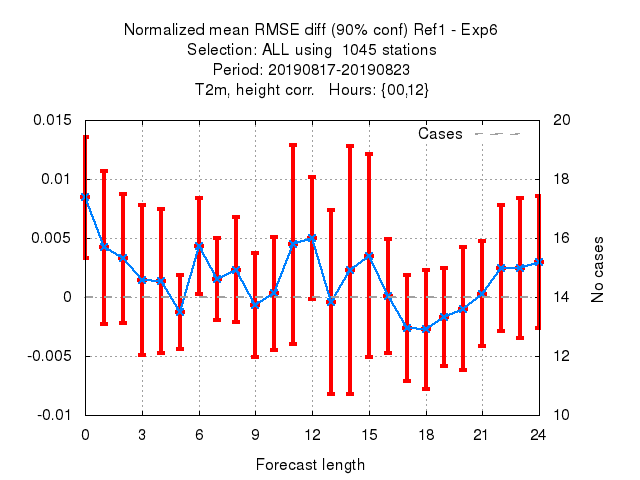 Normalized mean RMSE diff (90% conf) Ref1 - Exp6
Selection: ALL using  1045 stations
Period: 20190817-20190823
T2m, height corr.   Hours: {00,12}
Cases
0.015
0.01
0.005
0
-0.005
-0.01
20
18
16
14
12
10
No cases
0 3 6 9 12 15 18 21 24
Forecast length